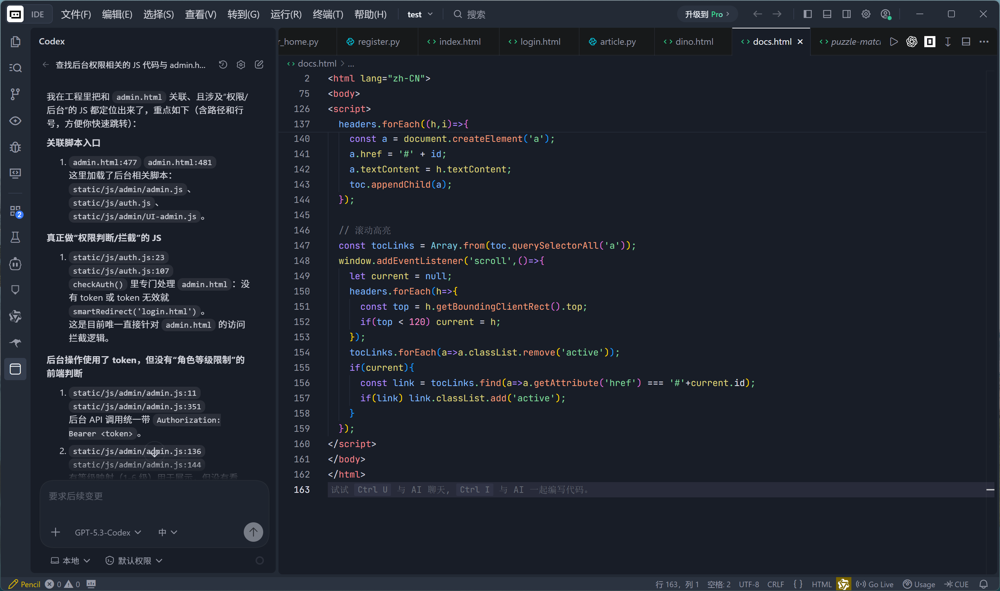 IDE 文件(F) 编辑(E) 选择(S) 查看(V) 转到(G) 运行(R) 终端(T) 帮助(H) test 搜索 升级到 Pro
Codex
查找后台权限相关的 JS 代码与 admin.h...
我在工程里把和 admin.html 关联、且涉及“权限/
后台”的 JS 都定位出来了，重点如下（含路径和行
号，方便你快速跳转）：
关联脚本入口
1. admin.html:477 admin.html:481
这里加载了后台相关脚本：
static/js/admin/admin.js 、
static/js/auth.js 、
static/js/admin/UI-admin.js 。
真正做“权限判断/拦截”的 JS
1. static/js/auth.js:23
static/js/auth.js:107
checkAuth() 里专门处理 admin.html ：没
有 token 或 token 无效就
smartRedirect('login.html') 。
这是目前唯一直接针对 admin.html 的访问
拦截逻辑。
后台操作使用了 token，但没有“角色等级限制”的
前端判断
1. static/js/admin/admin.js:11
static/js/admin/admin.js:351
后台 API 调用统一带 Authorization:
Bearer <token> 。
2. static/js/admin/admin.js:136
static/js/admin/admin.js:144
有等级映射（1-6 级）用于展示，但没有看
要求后续变更
GPT-5.3-Codex 中
本地 默认权限
r_home.py register.py index.html login.html article.py dino.html docs.html puzzle-matc
docs.html > ...
2 <html lang="zh-CN">
75 <body>
126 <script>
137 headers.forEach((h,i)=>{
140 const a = document.createElement('a');
141 a.href = '#' + id;
142 a.textContent = h.textContent;
143 toc.appendChild(a);
144 });
145
146 // 滚动高亮
147 const tocLinks = Array.from(toc.querySelectorAll('a'));
148 window.addEventListener('scroll',()=>{
149 let current = null;
150 headers.forEach(h=>{
151 const top = h.getBoundingClientRect().top;
152 if(top < 120) current = h;
153 });
154 tocLinks.forEach(a=>a.classList.remove('active'));
155 if(current){
156 const link = tocLinks.find(a=>a.getAttribute('href') === '#'+current.id);
157 if(link) link.classList.add('active');
158 }
159 });
160 </script>
161 </body>
162 </html>
163 试试 Ctrl U 与 AI 聊天, Ctrl I 与 AI 一起编写代码。
2
Pencil 0 0 行 163，列 1 空格: 2 UTF-8 CRLF { } HTML Go Live Usage CUE